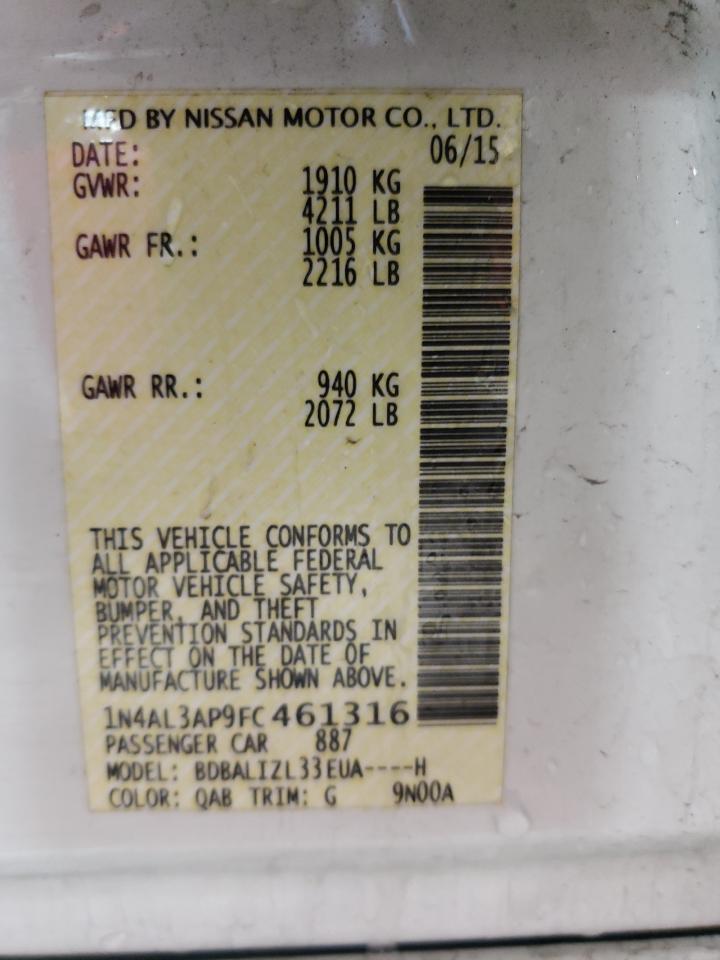 MFD BY NISSAN MOTOR CO., LTD.
DATE: 06/15
GVWR: 1910 KG
4211 LB
GAWR FR.: 1005 KG
2216 LB
GAWR RR.: 940 KG
2072 LB
THIS VEHICLE CONFORMS TO
ALL APPLICABLE FEDERAL
MOTOR VEHICLE SAFETY,
BUMPER, AND THEFT
PREVENTION STANDARDS IN
EFFECT ON THE DATE OF
MANUFACTURE SHOWN ABOVE.
1N4AL3AP9FC461316
PASSENGER CAR 887
MODEL: BDBALIZL33EUA----H
COLOR: QAB TRIM: G 9N00A